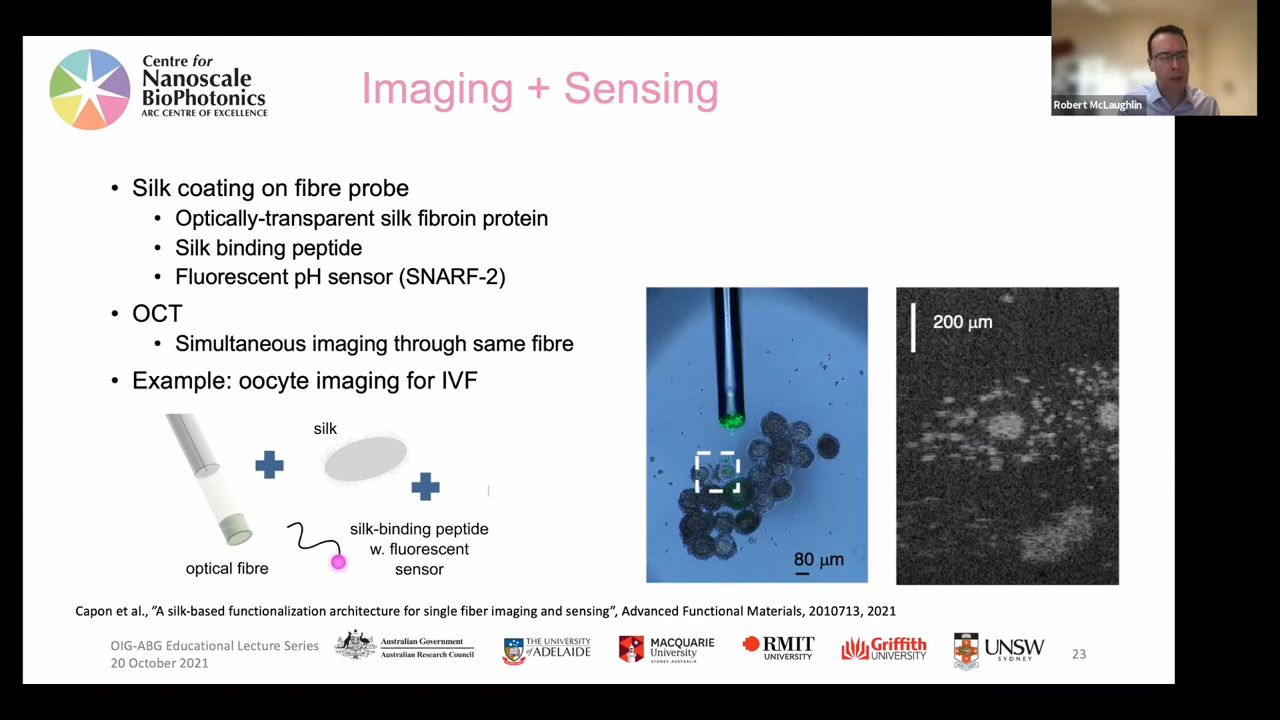 Centre for
Nanoscale
BioPhotonics
ARC CENTRE OF EXCELLENCE
Imaging + Sensing
Robert McLaughlin
• Silk coating on fibre probe
• Optically-transparent silk fibroin protein
• Silk binding peptide
• Fluorescent pH sensor (SNARF-2)
• OCT
• Simultaneous imaging through same fibre
• Example: oocyte imaging for IVF
silk
optical fibre
silk-binding peptide
w. fluorescent
sensor
80 μm
200 μm
Capon et al., "A silk-based functionalization architecture for single fiber imaging and sensing", Advanced Functional Materials, 2010713, 2021
OIG-ABG Educational Lecture Series
20 October 2021
Australian Government
Australian Research Council
THE UNIVERSITY
of ADELAIDE
MACQUARIE
University
SYDNEY·AUSTRALIA
RMIT
UNIVERSITY
Griffith
UNIVERSITY
UNSW
SYDNEY
23